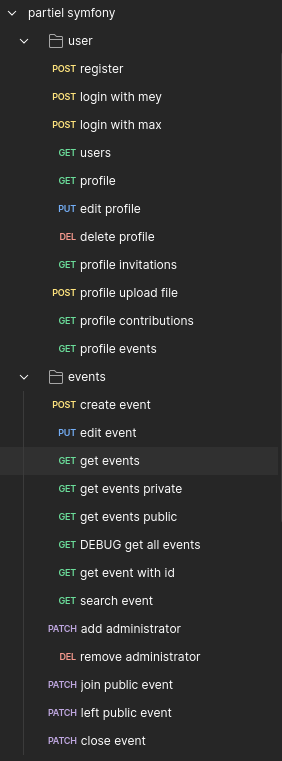 partiel symfony
user
POST register
POST login with mey
POST login with max
GET users
GET profile
PUT edit profile
DEL delete profile
GET profile invitations
POST profile upload file
GET profile contributions
GET profile events
events
POST create event
PUT edit event
GET get events
GET get events private
GET get events public
GET DEBUG get all events
GET get event with id
GET search event
PATCH add administrator
DEL remove administrator
PATCH join public event
PATCH left public event
PATCH close event